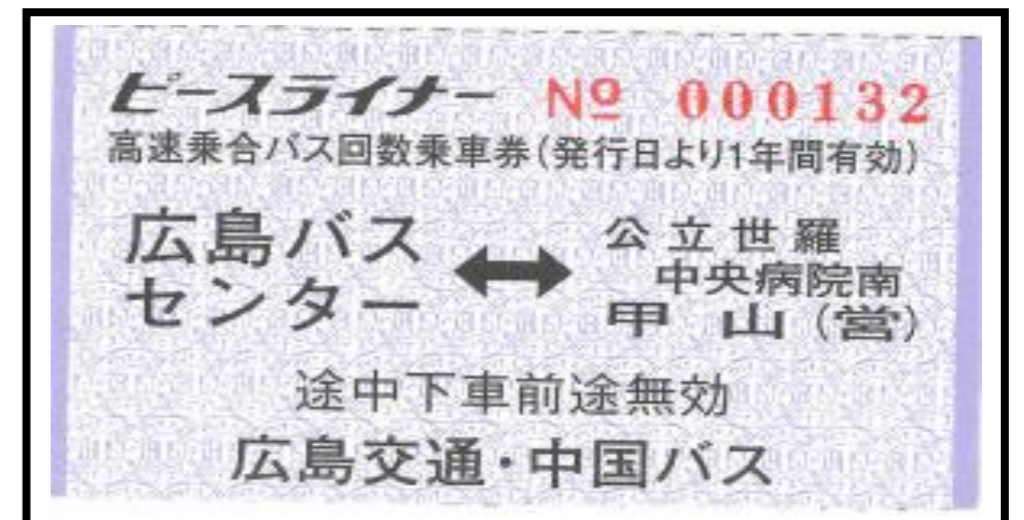 ピースライナー № 000132
高速乗合バス回数乗車券(発行日より1年間有効)
広島バス
センター
↔
公立世羅
中央病院南
甲山(営)
途中下車前途無効
広島交通・中国バス